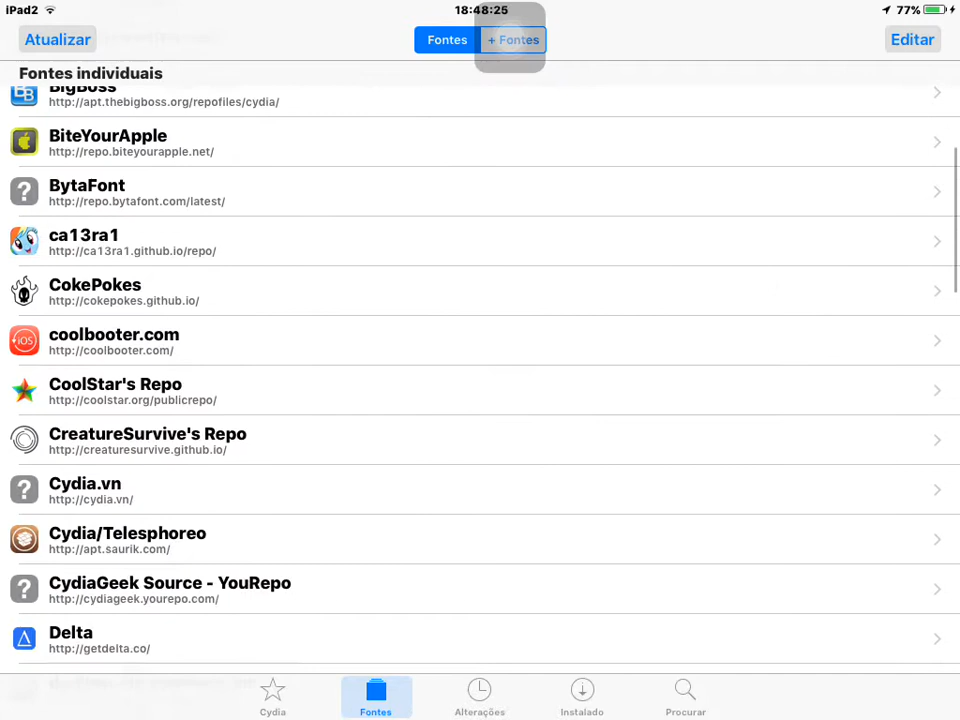 iPad2
18:48:25
77%
Atualizar
Fontes
+ Fontes
Editar
Fontes individuais
BigBoss
http://apt.thebigboss.org/repofiles/cydia/
BiteYourApple
http://repo.biteyourapple.net/
?
BytaFont
http://repo.bytafont.com/latest/
ca13ra1
http://ca13ra1.github.io/repo/
CokePokes
http://cokepokes.github.io/
iOS
coolbooter.com
http://coolbooter.com/
CoolStar's Repo
http://coolstar.org/publicrepo/
CreatureSurvive's Repo
http://creaturesurvive.github.io/
?
Cydia.vn
http://cydia.vn/
Cydia/Telesphoreo
http://apt.saurik.com/
?
CydiaGeek Source - YouRepo
http://cydiageek.yourepo.com/
Delta
http://getdelta.co/
Cydia
Fontes
Alterações
Instalado
Procurar